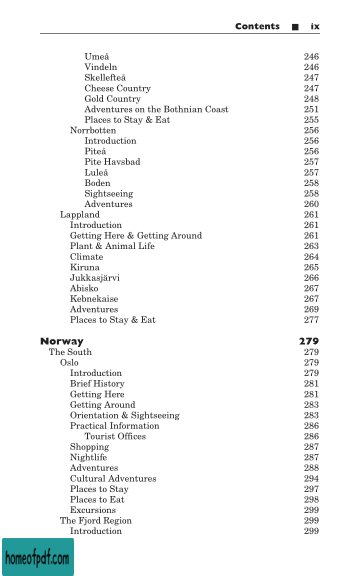 Contents ■ ix
Umeå 246
Vindeln 246
Skellefteå 247
Cheese Country 247
Gold Country 248
Adventures on the Bothnian Coast 251
Places to Stay & Eat 255
Norrbotten 256
Introduction 256
Piteå 256
Pite Havsbad 257
Luleå 257
Boden 258
Sightseeing 258
Adventures 260
Lappland 261
Introduction 261
Getting Here & Getting Around 261
Plant & Animal Life 263
Climate 264
Kiruna 265
Jukkasjärvi 266
Abisko 267
Kebnekaise 267
Adventures 269
Places to Stay & Eat 277
Norway 279
The South 279
Oslo 279
Introduction 279
Brief History 281
Getting Here 281
Getting Around 283
Orientation & Sightseeing 283
Practical Information 286
Tourist Offices 286
Shopping 287
Nightlife 287
Adventures 288
Cultural Adventures 294
Places to Stay 297
Places to Eat 298
Excursions 299
The Fjord Region 299
Introduction 299
homeofpdf.com